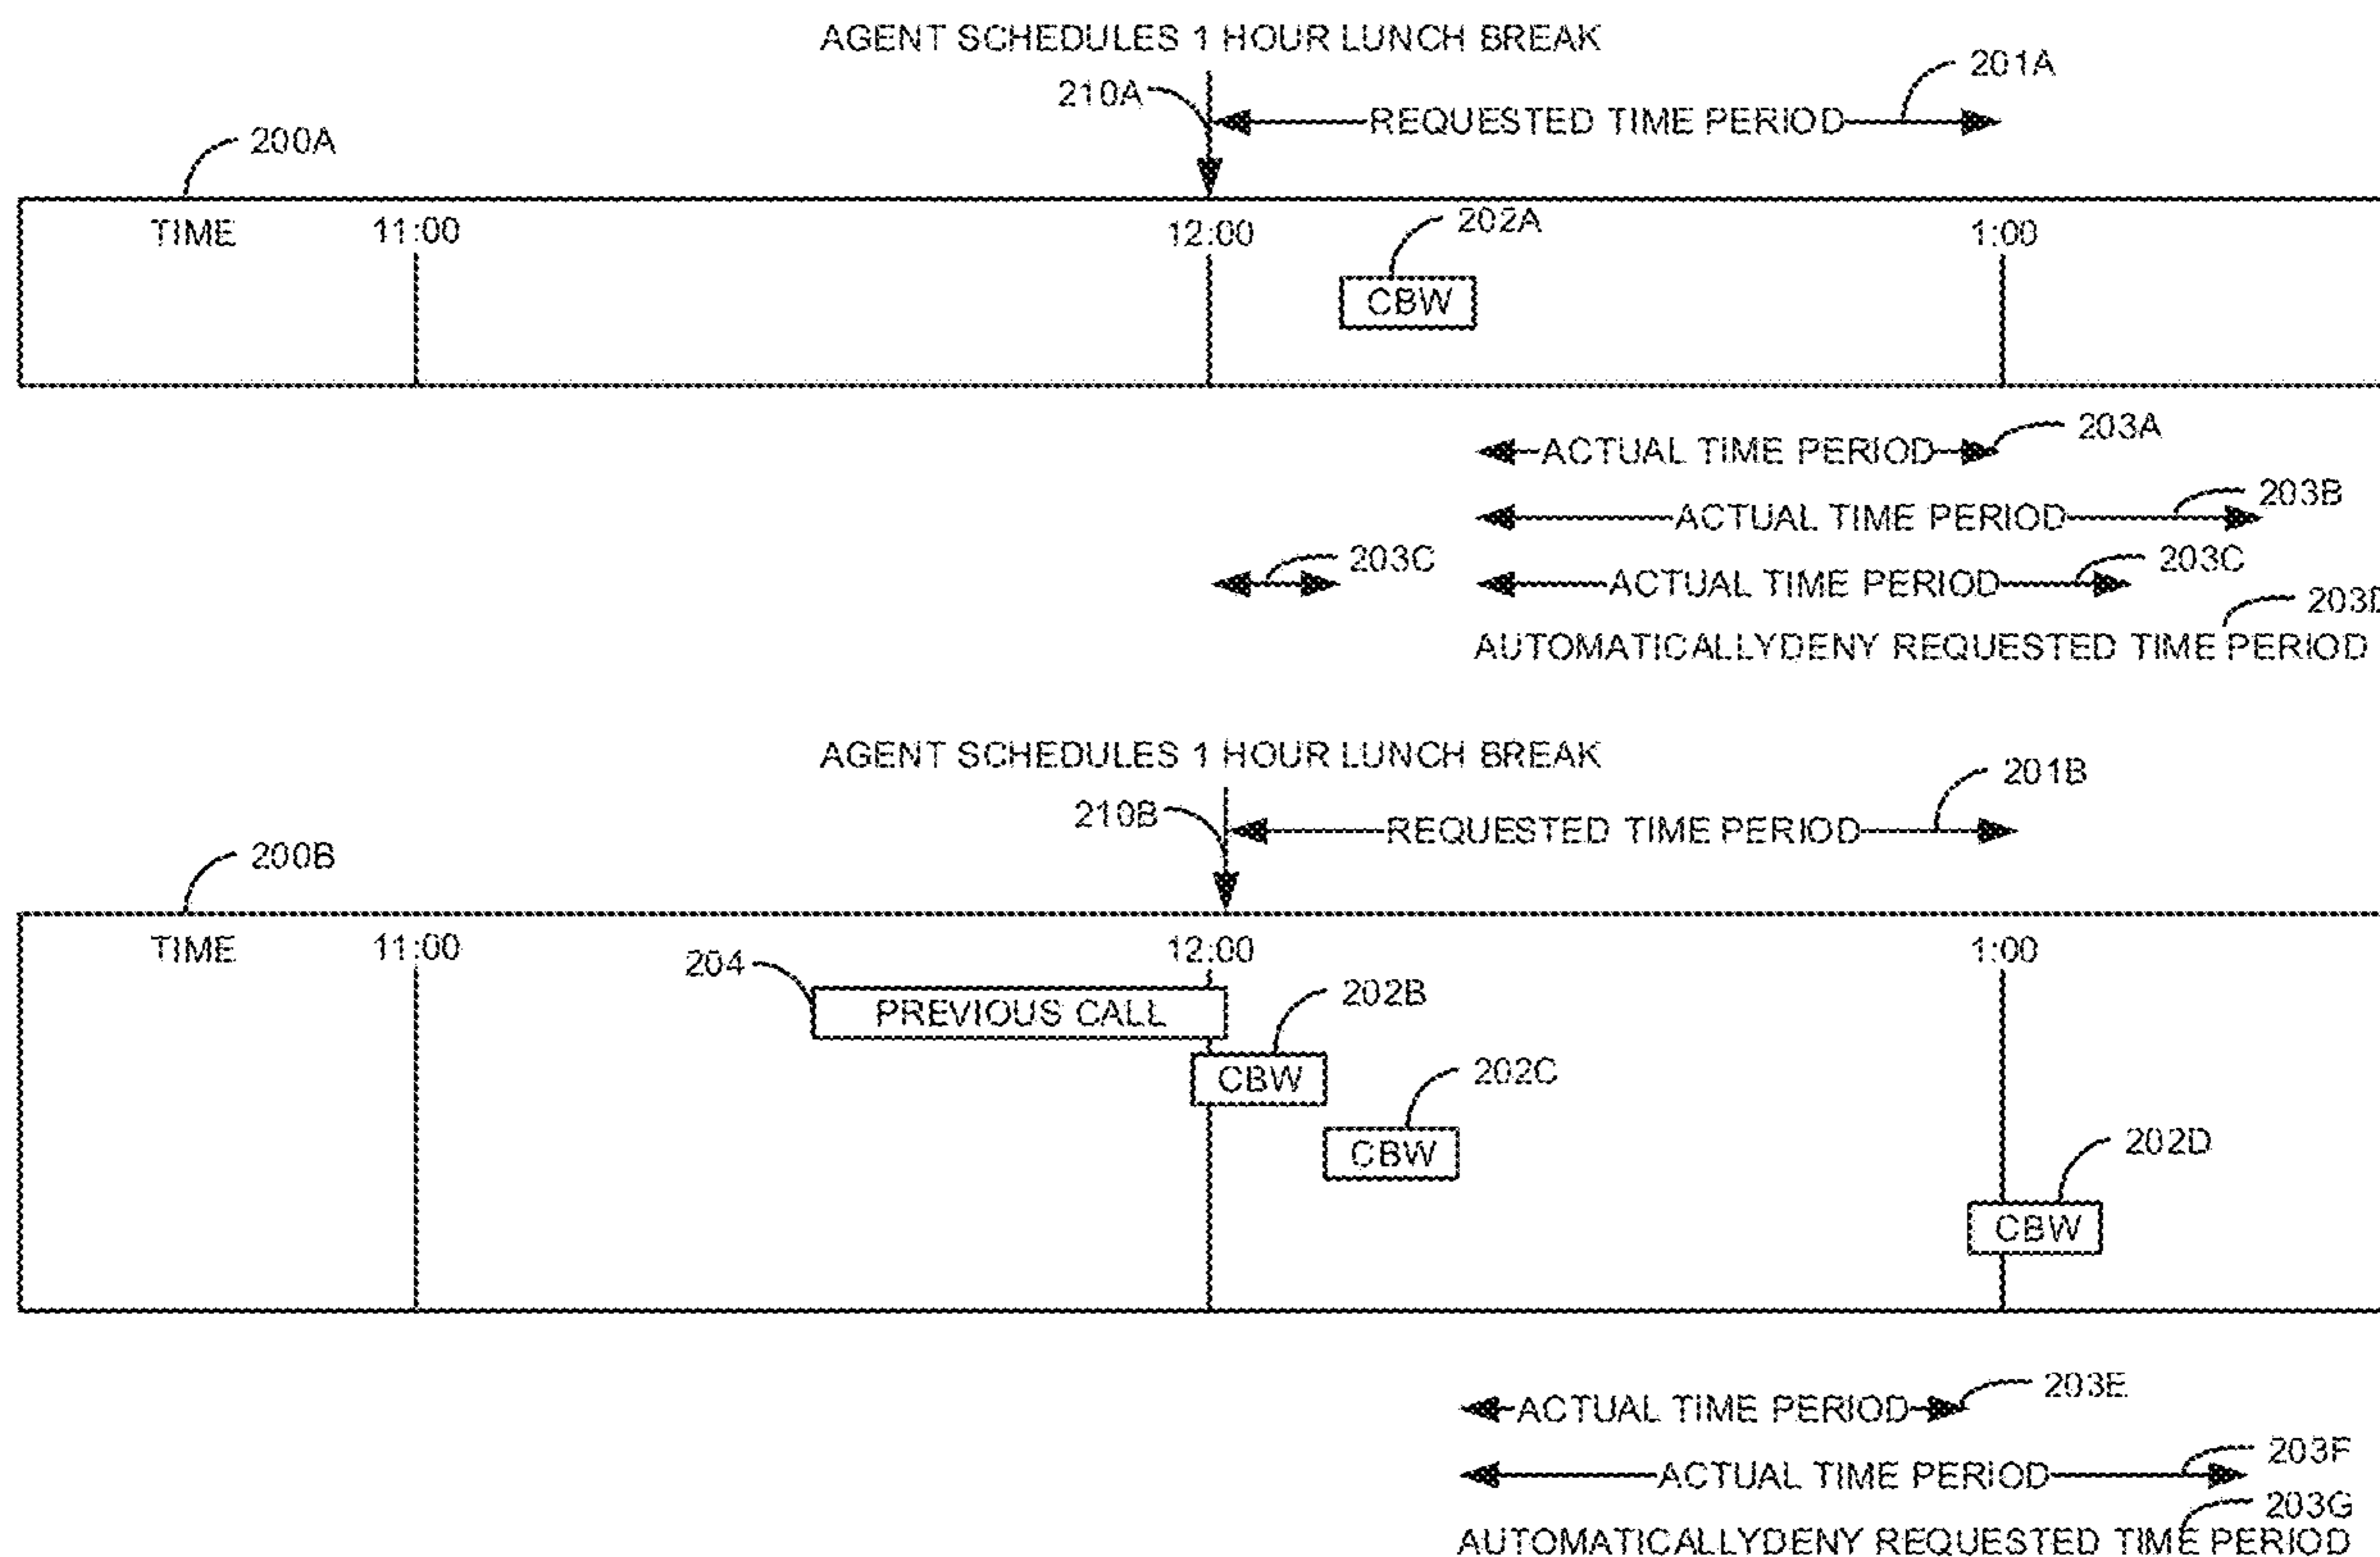 AGENT SCHEDULES 1 HOUR LUNCH BREAK
210A
201A
REQUESTED TIME PERIOD
200A
TIME 11:00 12:00 1:00
202A
CBW
203A
ACTUAL TIME PERIOD
203B
ACTUAL TIME PERIOD
203C 203C
ACTUAL TIME PERIOD
203D
AUTOMATICALLYDENY REQUESTED TIME PERIOD
AGENT SCHEDULES 1 HOUR LUNCH BREAK
210B
201B
REQUESTED TIME PERIOD
200B
TIME 11:00 12:00 1:00
204
PREVIOUS CALL
202B
CBW
202C
CBW
202D
CBW
203E
ACTUAL TIME PERIOD
203F
ACTUAL TIME PERIOD
203G
AUTOMATICALLYDENY REQUESTED TIME PERIOD